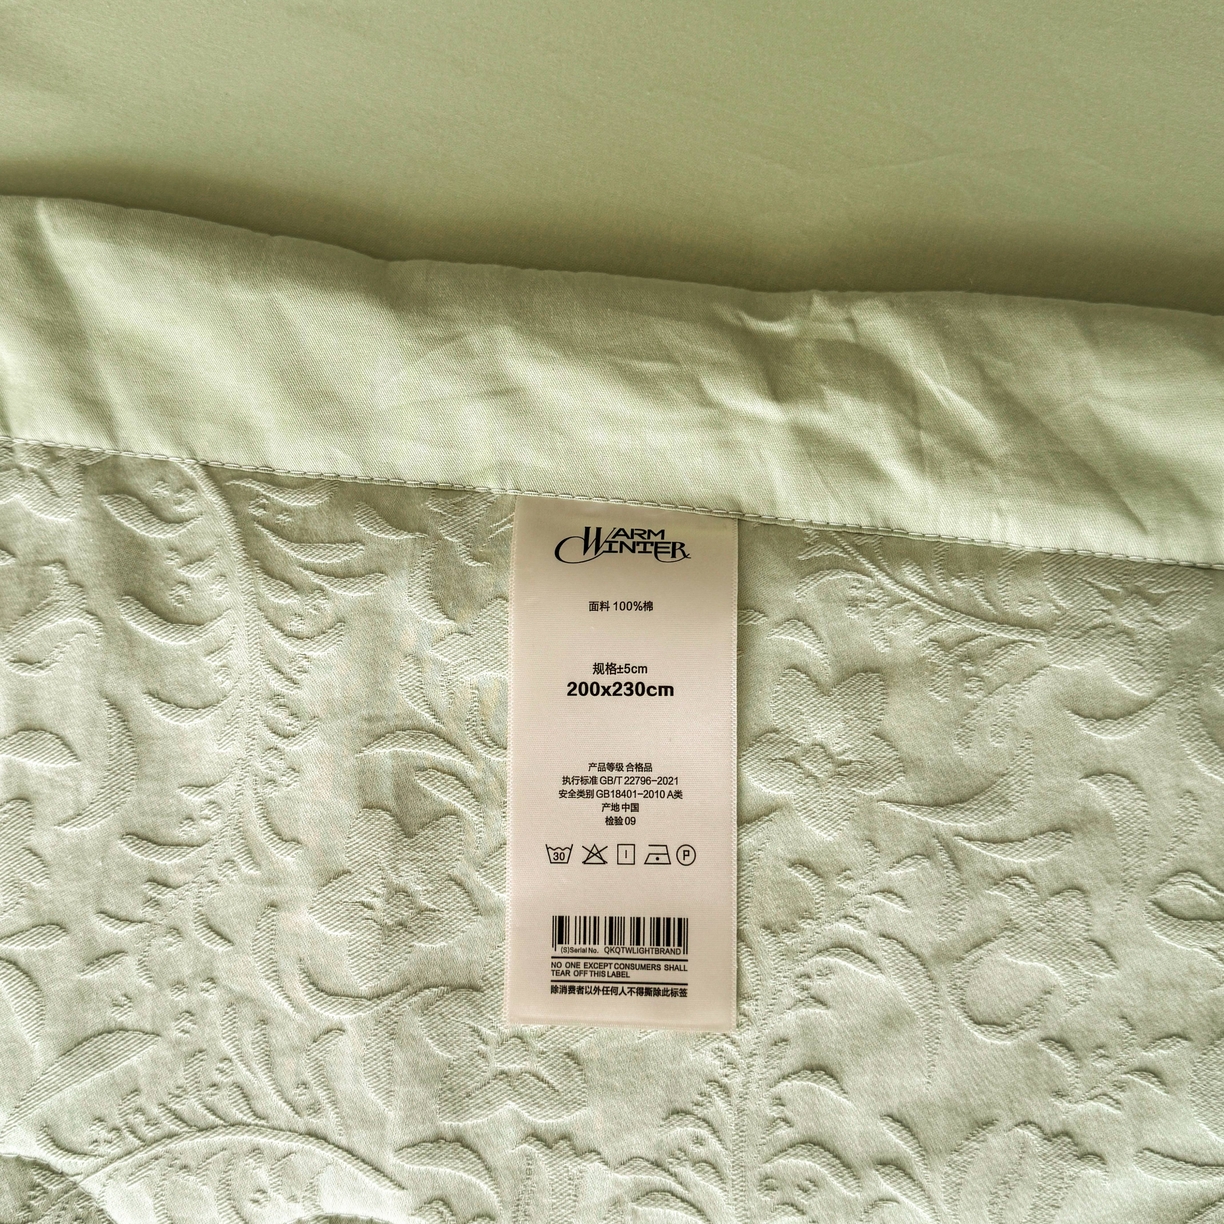 WARM
WINTER
面料 100%棉
规格±5cm
200x230cm
产品等级 合格品
执行标准 GB/T 22796-2021
安全类别 GB18401-2010 A类
产地 中国
检验 09
30
P
(S)Serial No. QKQTWLIGHTBRAND
NO ONE EXCEPT CONSUMERS SHALL
TEAR OFF THIS LABEL
除消费者以外任何人不得撕除此标签